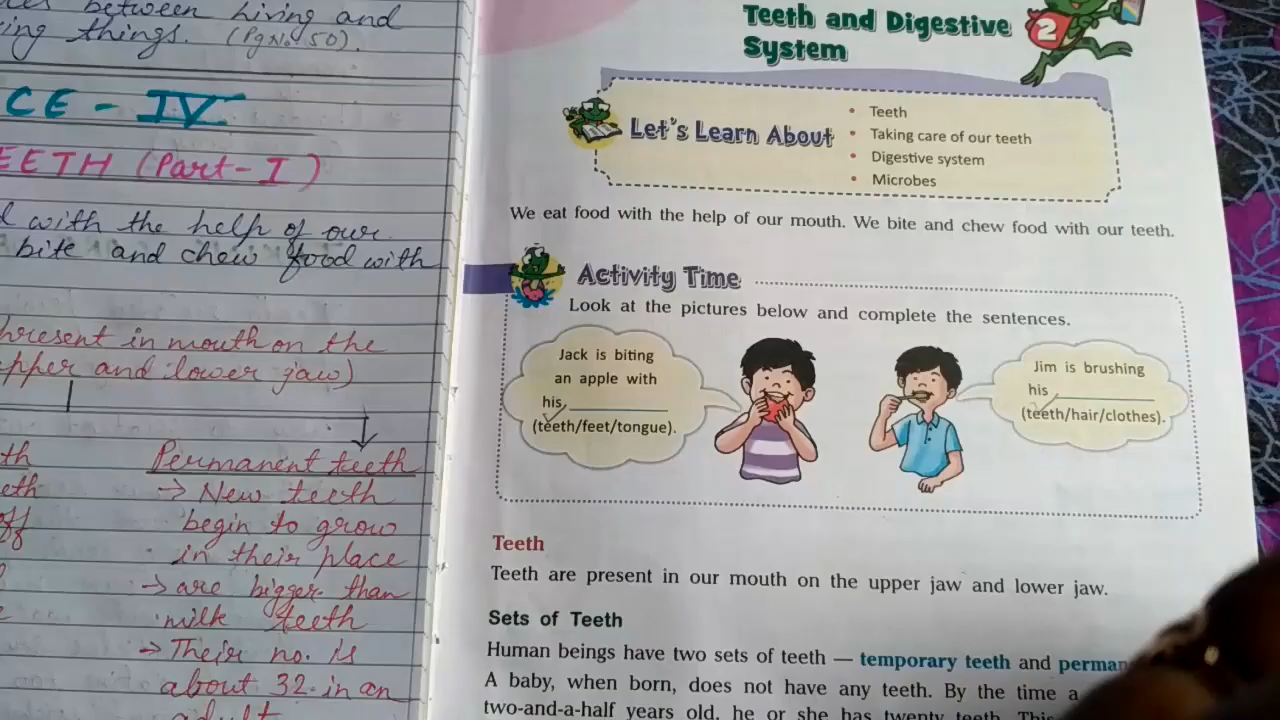 between living and
things. (Pg No. 50).
CE - IV
TEETH (Part-I)
with the help of our
bite and chew food with
present in mouth on the
upper and lower jaw)
Permanent teeth
→ New teeth
begin to grow
in their place
→ are bigger than
milk teeth
→ Their no. is
about 32 in an
adult
Teeth and Digestive
System
2
Let's Learn About
• Teeth
• Taking care of our teeth
• Digestive system
• Microbes
We eat food with the help of our mouth. We bite and chew food with our teeth.
Activity Time
Look at the pictures below and complete the sentences.
Jack is biting
an apple with
his
(teeth/feet/tongue).
Jim is brushing
his
(teeth/hair/clothes).
Teeth
Teeth are present in our mouth on the upper jaw and lower jaw.
Sets of Teeth
Human beings have two sets of teeth — temporary teeth and perman
A baby, when born, does not have any teeth. By the time a
two-and-a-half years old, he or she has twenty teeth. This